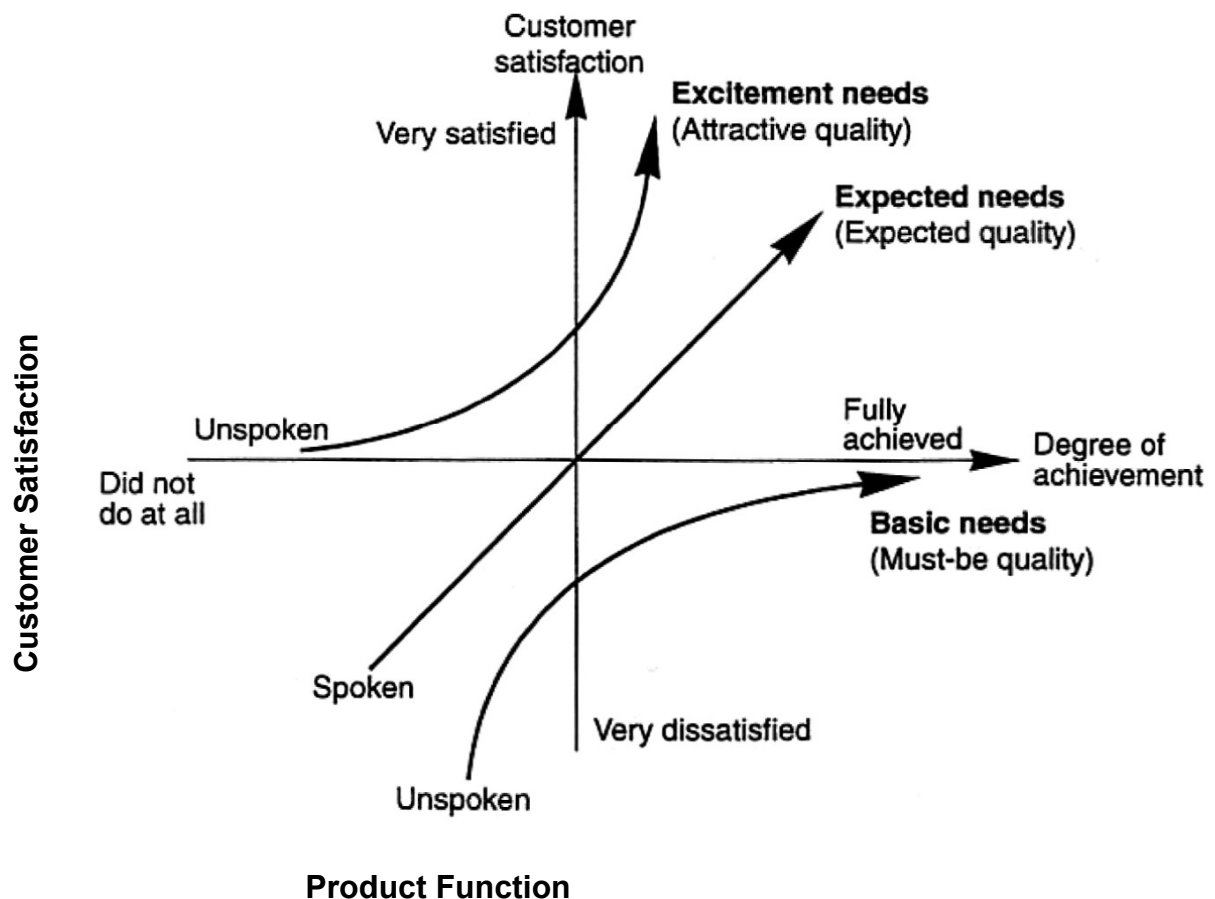 Customer
satisfaction
Excitement needs
(Attractive quality)
Very satisfied
Expected needs
(Expected quality)
Customer Satisfaction
Unspoken
Fully
achieved
Degree of
achievement
Did not
do at all
Basic needs
(Must-be quality)
Spoken
Very dissatisfied
Unspoken
Product Function